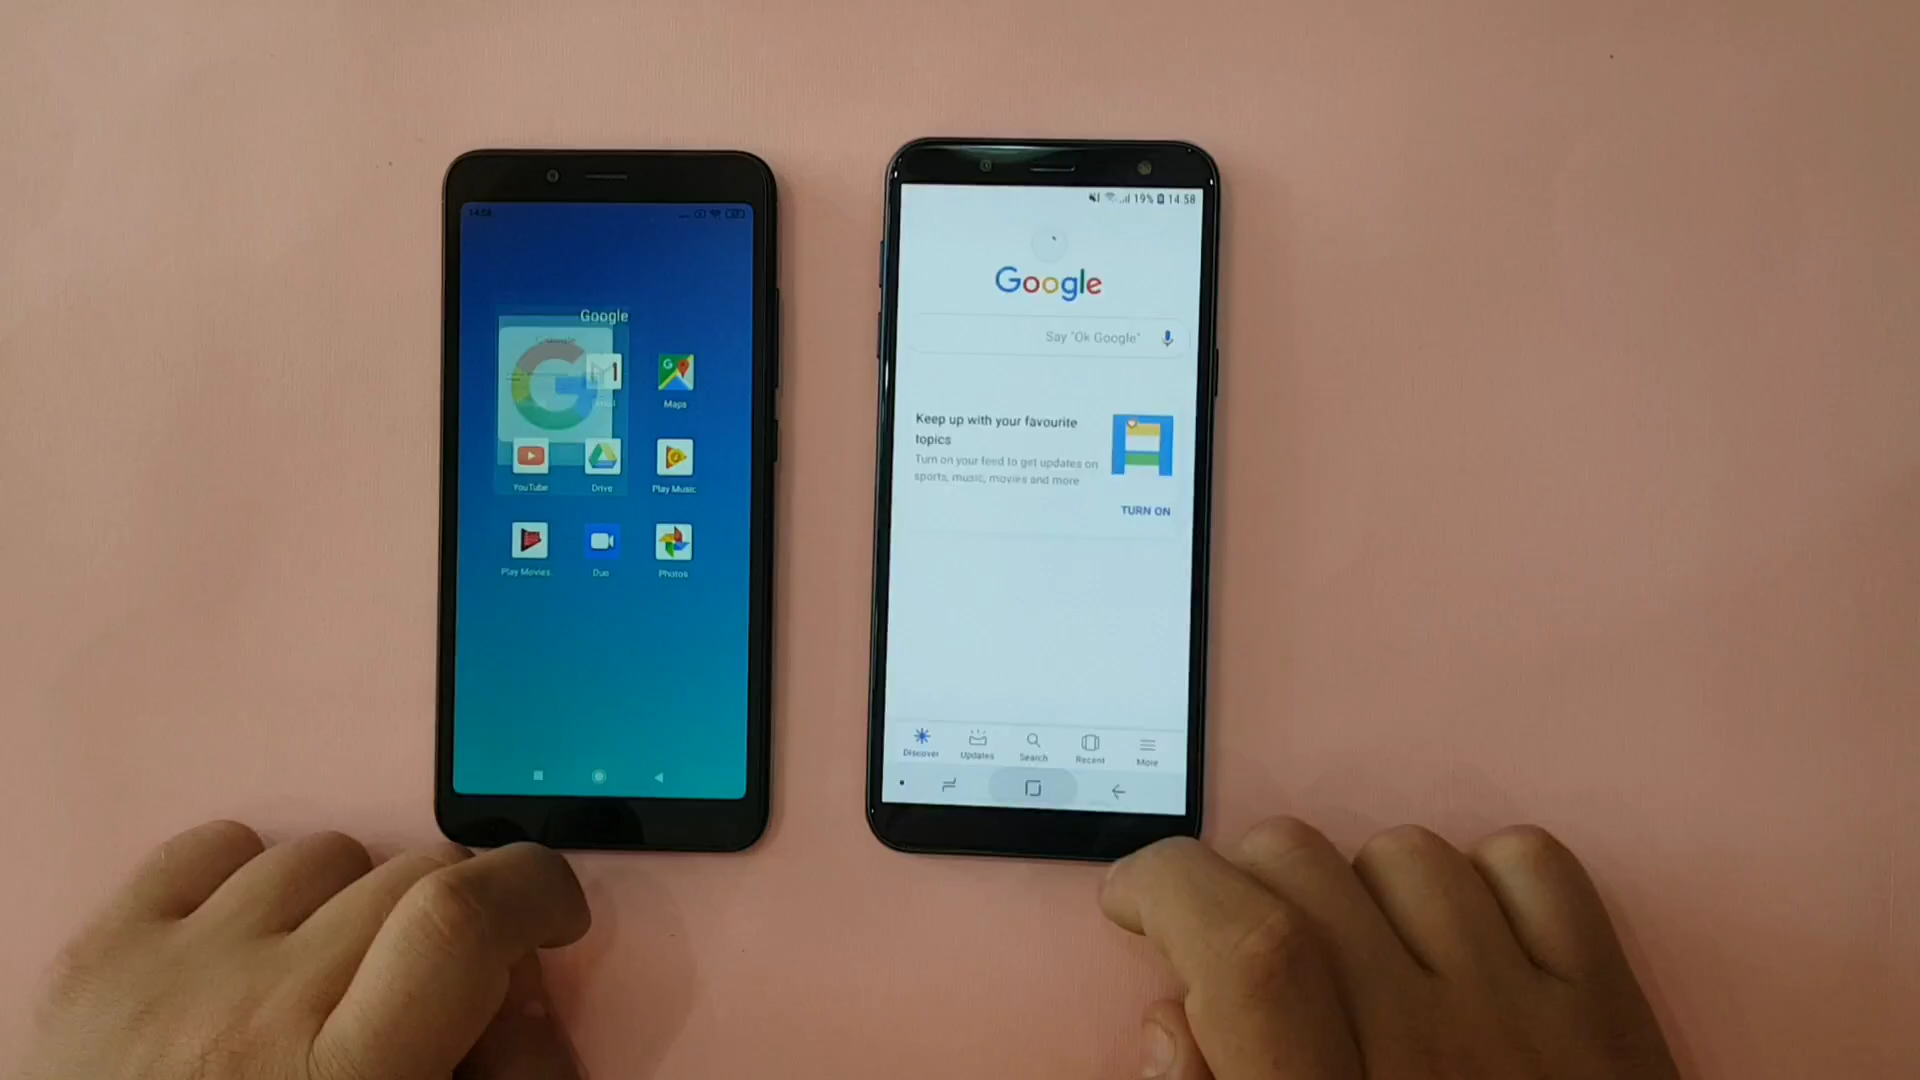 14:58
Google
Maps
YouTube
Drive
Play Music
Play Movies
Duo
Photos
19% 14:58
Google
Say "Ok Google"
Keep up with your favourite
topics
Turn on your feed to get updates on
sports, music, movies and more
TURN ON
Discover
Updates
Search
Recent
More